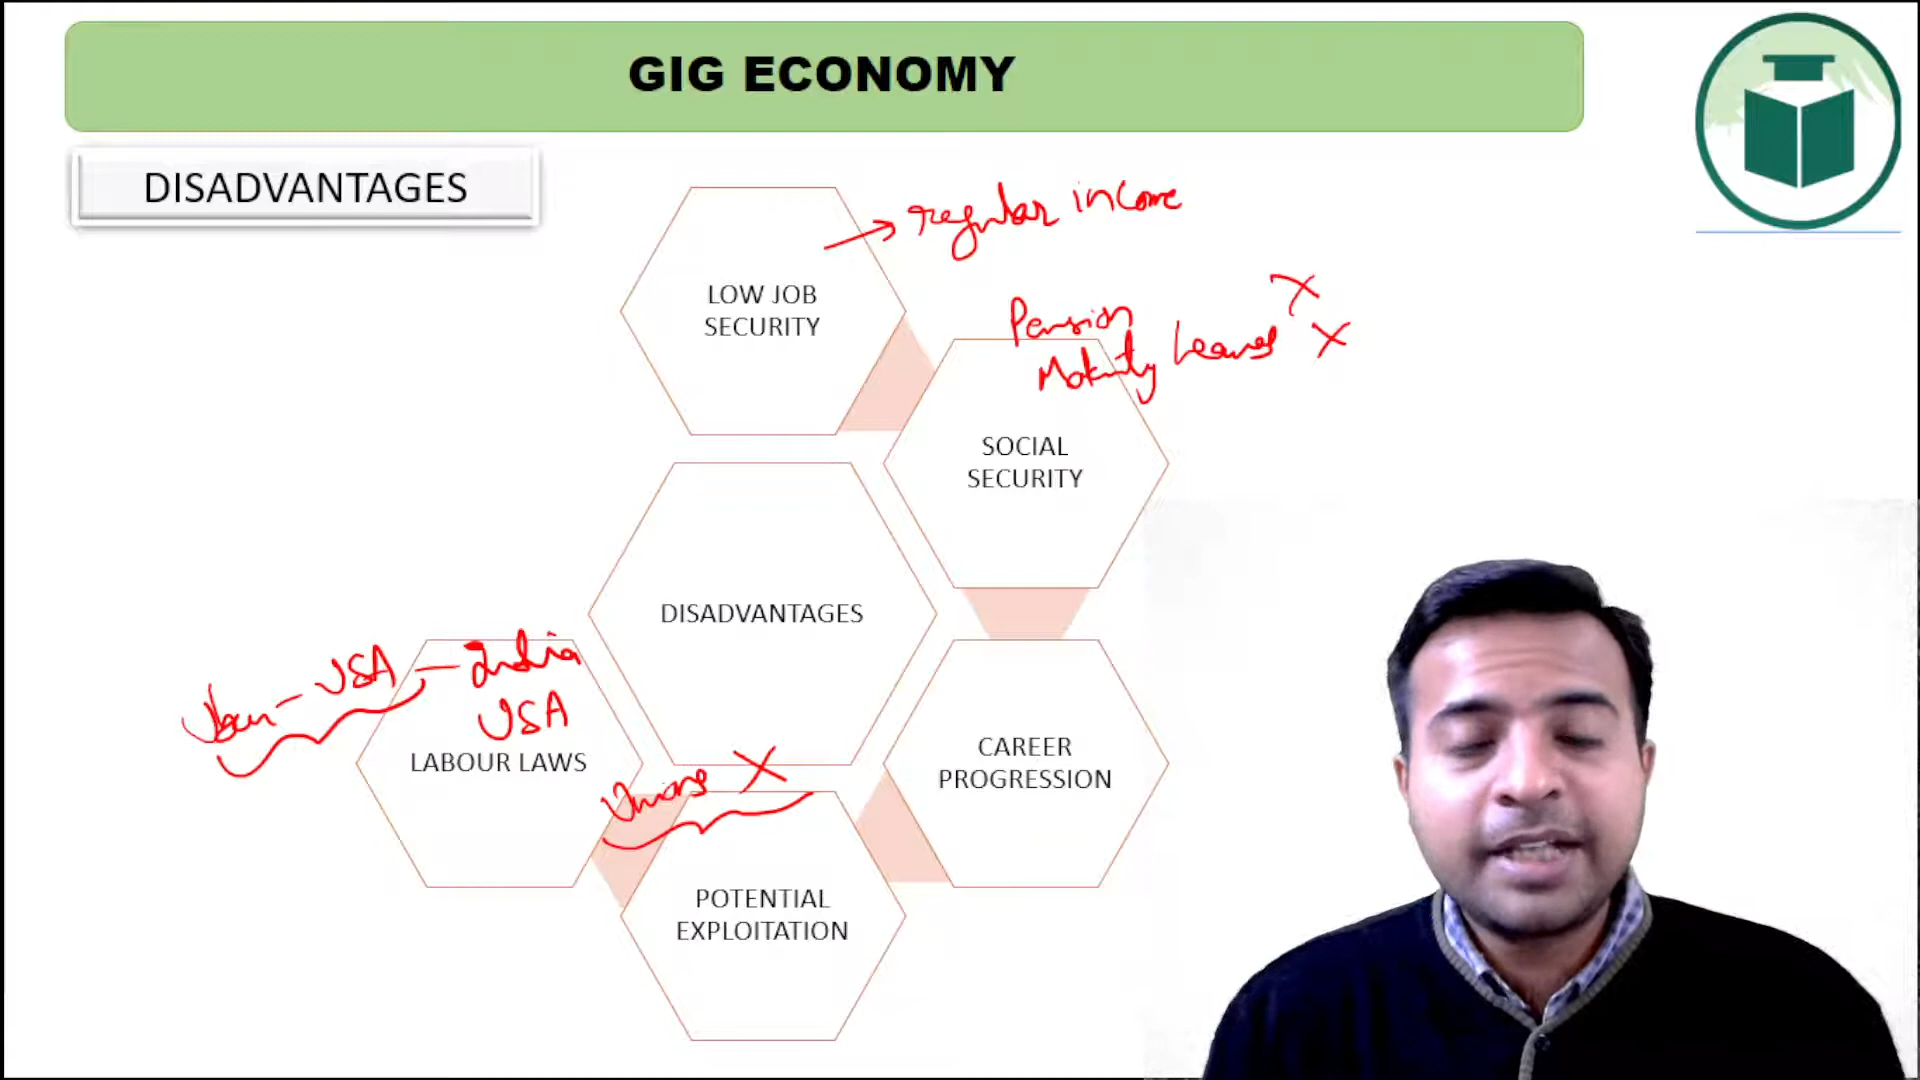 GIG ECONOMY
DISADVANTAGES
regular income
LOW JOB
SECURITY
Pension X
Maternity Leaves X
SOCIAL
SECURITY
DISADVANTAGES
Uber - USA - India
USA
LABOUR LAWS
CAREER
PROGRESSION
Unions X
POTENTIAL
EXPLOITATION